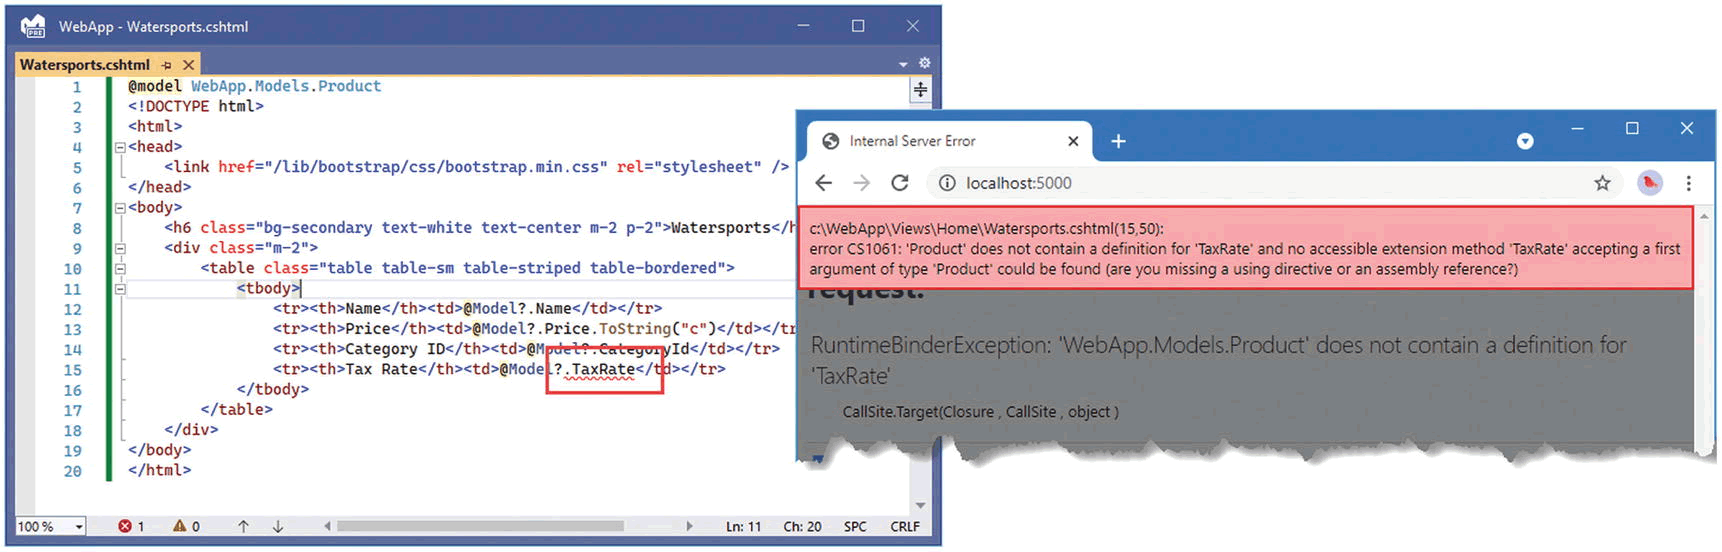 WebApp - Watersports.cshtml
Watersports.cshtml
1 @model WebApp.Models.Product
2 <!DOCTYPE html>
3 <html>
4 <head>
5 <link href="/lib/bootstrap/css/bootstrap.min.css" rel="stylesheet" />
6 </head>
7 <body>
8 <h6 class="bg-secondary text-white text-center m-2 p-2">Watersports</h
9 <div class="m-2">
10 <table class="table table-sm table-striped table-bordered">
11 <tbody>
12 <tr><th>Name</th><td>@Model?.Name</td></tr>
13 <tr><th>Price</th><td>@Model?.Price.ToString("c")</td></tr
14 <tr><th>Category ID</th><td>@Model?.CategoryId</td></tr>
15 <tr><th>Tax Rate</th><td>@Model?.TaxRate</td></tr>
16 </tbody>
17 </table>
18 </div>
19 </body>
20 </html>
100 % 1 0 Ln: 11 Ch: 20 SPC CRLF
PRE
Internal Server Error
localhost:5000
c:\WebApp\Views\Home\Watersports.cshtml(15,50):
error CS1061: 'Product' does not contain a definition for 'TaxRate' and no accessible extension method 'TaxRate' accepting a first
argument of type 'Product' could be found (are you missing a using directive or an assembly reference?)
request.
RuntimeBinderException: 'WebApp.Models.Product' does not contain a definition for
'TaxRate'
CallSite.Target(Closure , CallSite , object )